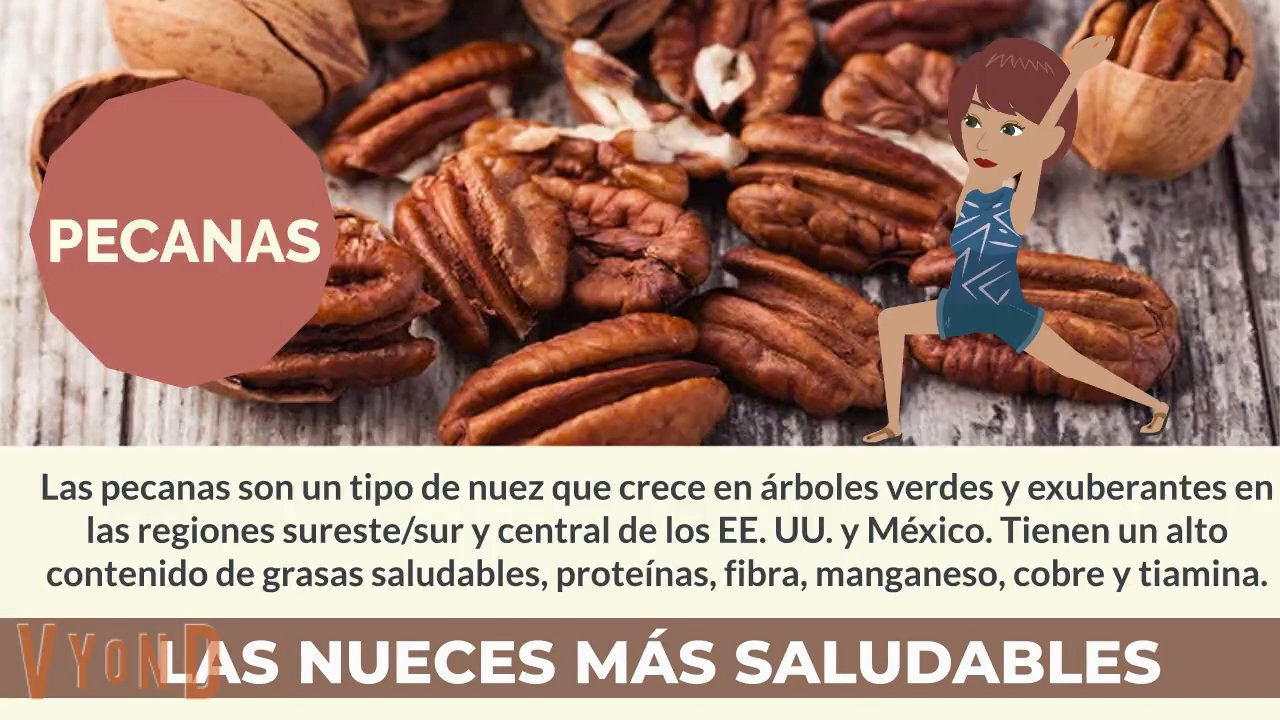 PECANAS
Las pecanas son un tipo de nuez que crece en árboles verdes y exuberantes en
las regiones sureste/sur y central de los EE. UU. y México. Tienen un alto
contenido de grasas saludables, proteínas, fibra, manganeso, cobre y tiamina.
LAS NUECES MÁS SALUDABLES
VYOND